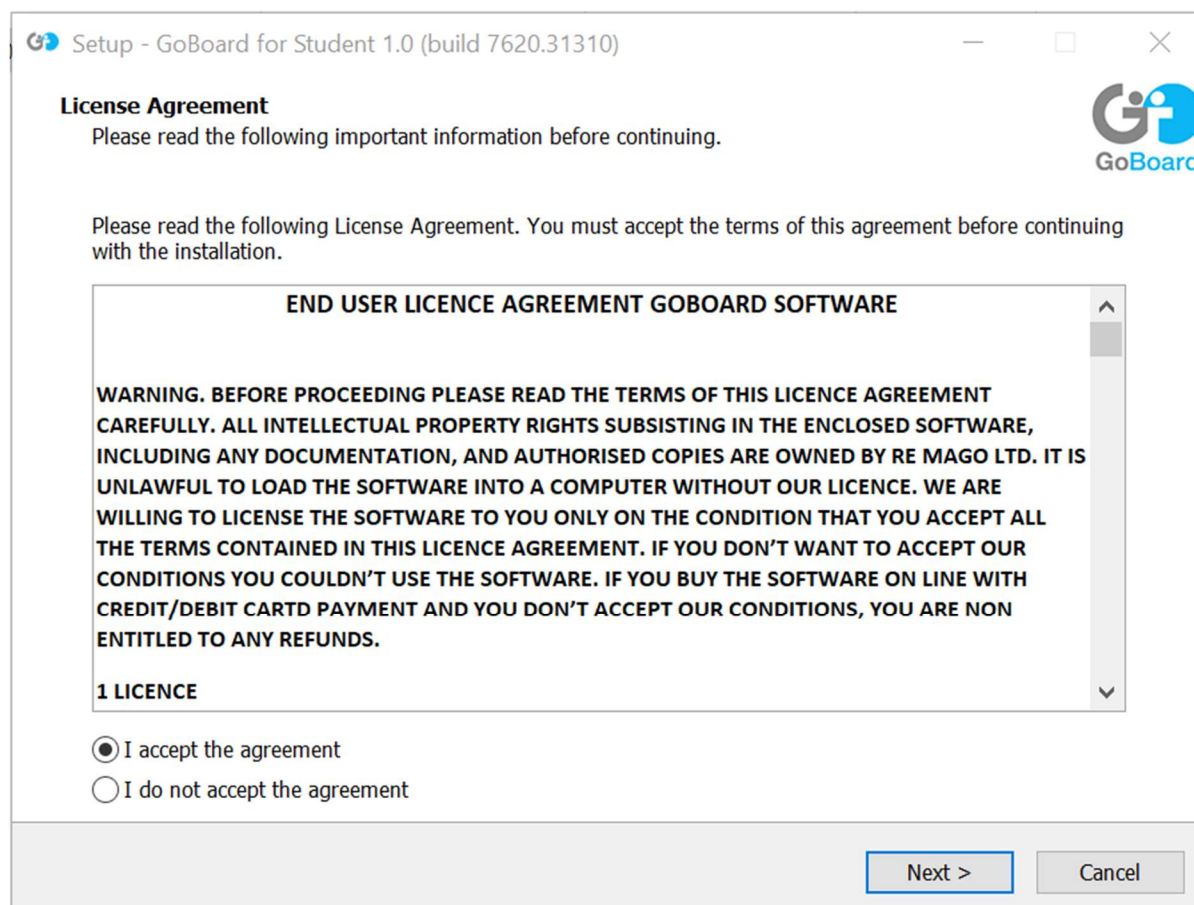 Setup - GoBoard for Student 1.0 (build 7620.31310)
License Agreement
Please read the following important information before continuing.
GoBoard
Please read the following License Agreement. You must accept the terms of this agreement before continuing
with the installation.
END USER LICENCE AGREEMENT GOBOARD SOFTWARE
WARNING. BEFORE PROCEEDING PLEASE READ THE TERMS OF THIS LICENCE AGREEMENT
CAREFULLY. ALL INTELLECTUAL PROPERTY RIGHTS SUBSISTING IN THE ENCLOSED SOFTWARE,
INCLUDING ANY DOCUMENTATION, AND AUTHORISED COPIES ARE OWNED BY RE MAGO LTD. IT IS
UNLAWFUL TO LOAD THE SOFTWARE INTO A COMPUTER WITHOUT OUR LICENCE. WE ARE
WILLING TO LICENSE THE SOFTWARE TO YOU ONLY ON THE CONDITION THAT YOU ACCEPT ALL
THE TERMS CONTAINED IN THIS LICENCE AGREEMENT. IF YOU DON’T WANT TO ACCEPT OUR
CONDITIONS YOU COULDN’T USE THE SOFTWARE. IF YOU BUY THE SOFTWARE ON LINE WITH
CREDIT/DEBIT CARTD PAYMENT AND YOU DON’T ACCEPT OUR CONDITIONS, YOU ARE NON
ENTITLED TO ANY REFUNDS.
1 LICENCE
I accept the agreement
I do not accept the agreement
Next >
Cancel